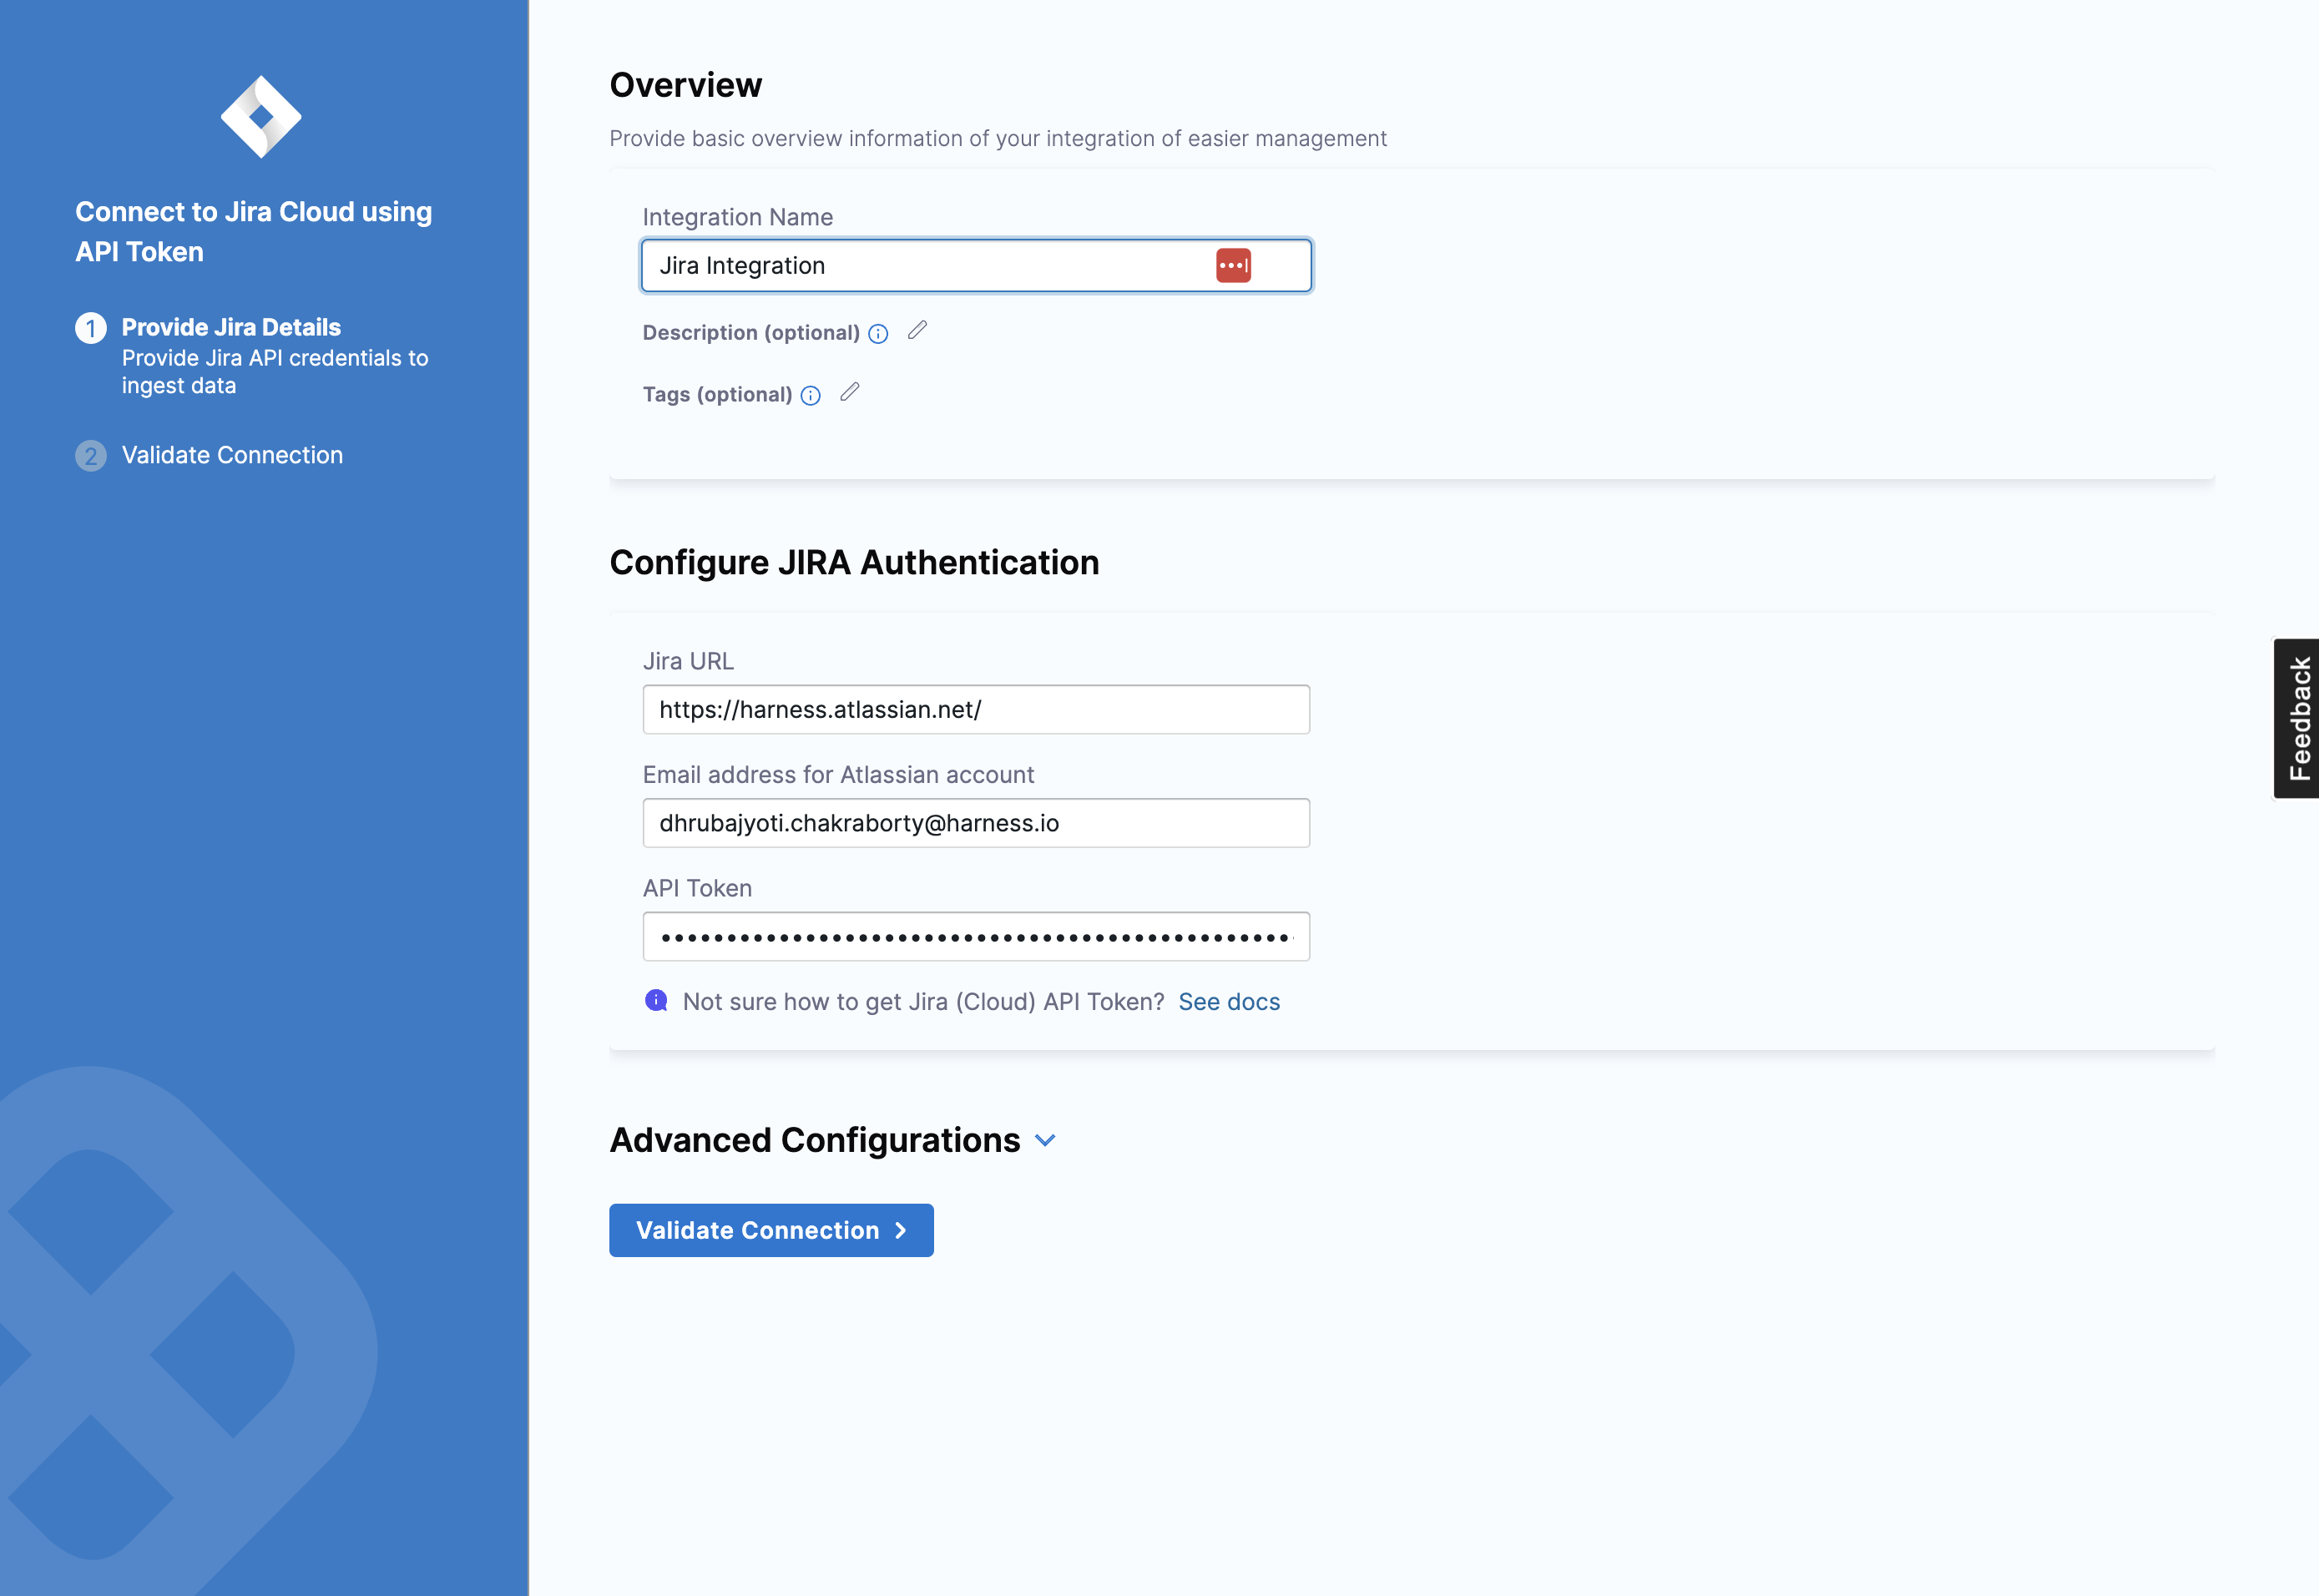 Connect to Jira Cloud using
API Token
1 Provide Jira Details
Provide Jira API credentials to
ingest data
2 Validate Connection
Overview
Provide basic overview information of your integration of easier management
Integration Name
Jira Integration
Description (optional)
Tags (optional)
Configure JIRA Authentication
Jira URL
https://harness.atlassian.net/
Email address for Atlassian account
dhrubajyoti.chakraborty@harness.io
API Token
Not sure how to get Jira (Cloud) API Token? See docs
Advanced Configurations
Validate Connection
Feedback